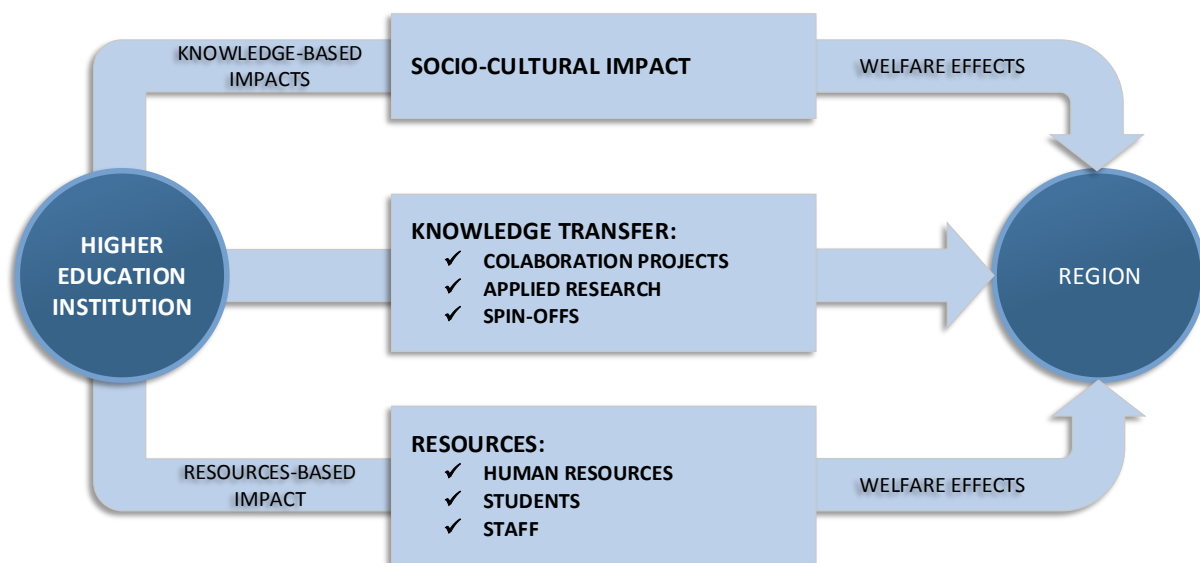 KNOWLEDGE-BASED
IMPACTS
SOCIO-CULTURAL IMPACT
WELFARE EFFECTS
HIGHER
EDUCATION
INSTITUTION
KNOWLEDGE TRANSFER:
✓ COLABORATION PROJECTS
✓ APPLIED RESEARCH
✓ SPIN-OFFS
REGION
RESOURCES-BASED
IMPACT
RESOURCES:
✓ HUMAN RESOURCES
✓ STUDENTS
✓ STAFF
WELFARE EFFECTS